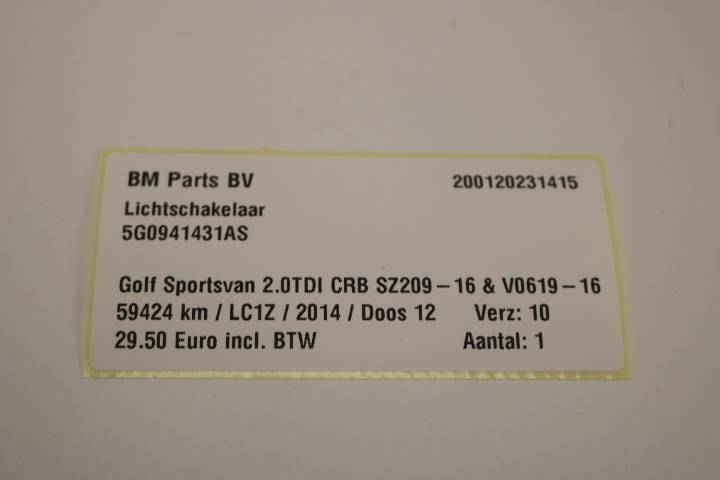 BM Parts BV 200120231415
Lichtschakelaar
5G0941431AS
Golf Sportsvan 2.0TDI CRB SZ209-16 & V0619-16
59424 km / LC1Z / 2014 / Doos 12 Verz: 10
29.50 Euro incl. BTW Aantal: 1